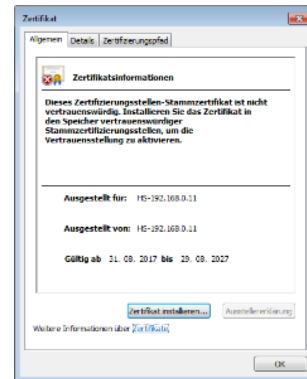 Zertifikat
Allgemein Details Zertifizierungspfad
Zertifikatsinformationen
Dieses Zertifizierungsstellen-Stammzertifikat ist nicht
vertrauenswürdig. Installieren Sie das Zertifikat in
den Speicher vertrauenswürdiger
Stammzertifizierungsstellen, um die
Vertrauensstellung zu aktivieren.
Ausgestellt für: HS-192.168.0.11
Ausgestellt von: HS-192.168.0.11
Gültig ab 31. 08. 2017 bis 29. 08. 2027
Zertifikat installieren... Ausstellererklärung
Weitere Informationen über Zertifikate
OK